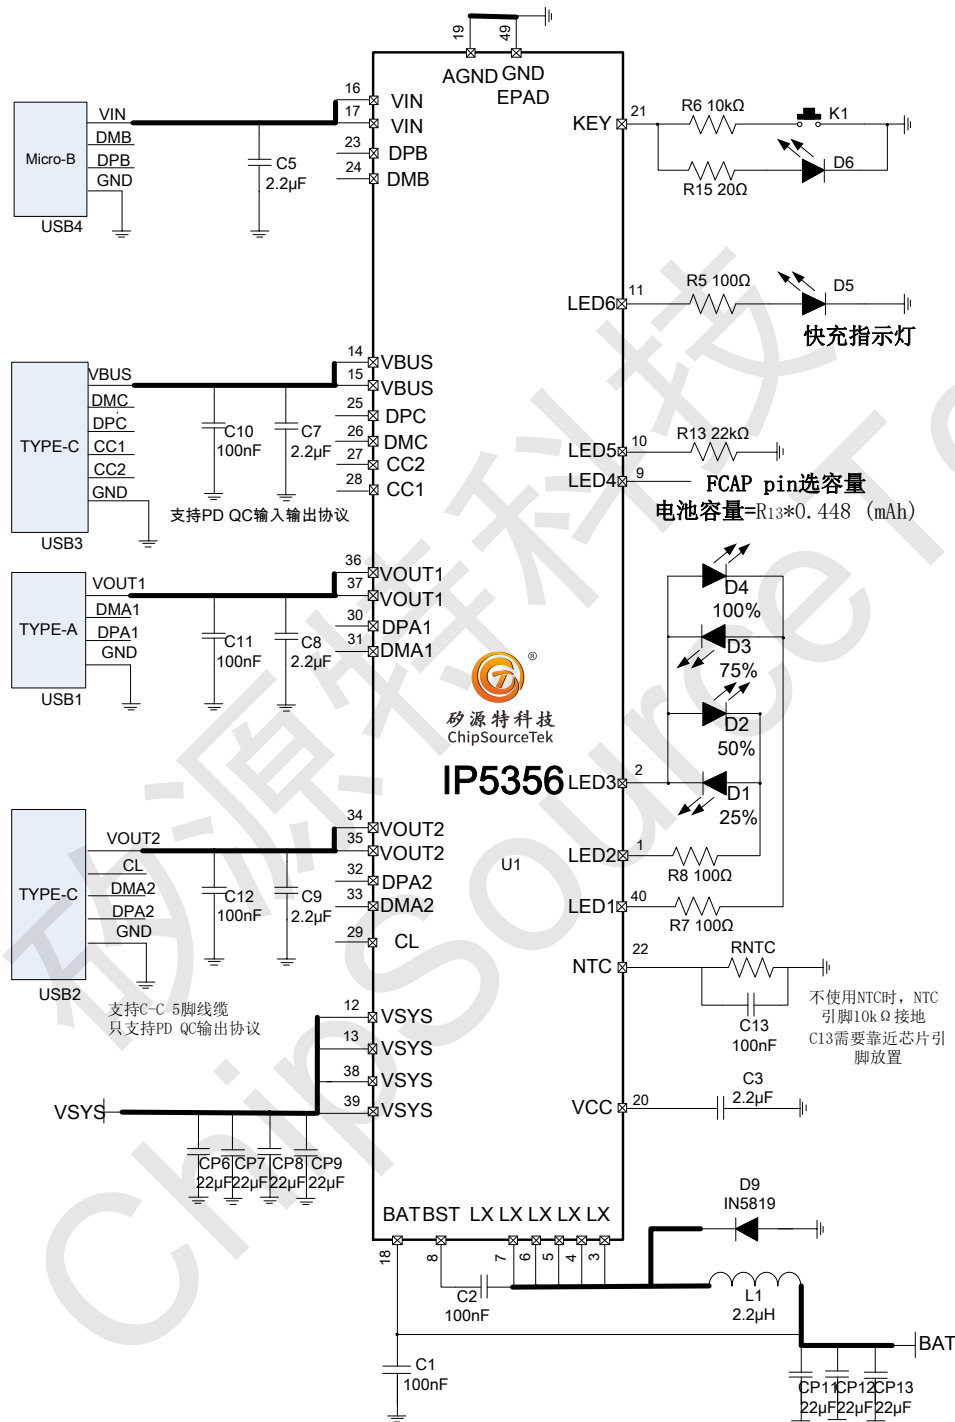 19
49
AGND GND
EPAD
16
VIN
17
VIN
23
DPB
24
DMB
VIN
DMB
DPB
GND
Micro-B
USB4
C5
2.2μF
KEY
21
R6 10kΩ
K1
R15 20Ω
D6
LED6
11
R5 100Ω
D5
快充指示灯
14
VBUS
15
VBUS
25
DPC
26
DMC
27
CC2
28
CC1
VBUS
DMC
DPC
CC1
CC2
GND
TYPE-C
USB3
C10
100nF
C7
2.2μF
支持PD QC输入输出协议
LED5
10
R13 22kΩ
LED4
9
FCAP pin选容量
电池容量=R13*0.448 (mAh)
36
VOUT1
37
VOUT1
30
DPA1
31
DMA1
VOUT1
DMA1
DPA1
GND
TYPE-A
USB1
C11
100nF
C8
2.2μF
D4
100%
D3
75%
D2
50%
D1
25%
®
矽源特科技
ChipSourceTek
IP5356
U1
LED3
2
LED2
1
R8 100Ω
LED1
40
R7 100Ω
34
VOUT2
35
VOUT2
32
DPA2
33
DMA2
29
CL
VOUT2
CL
DMA2
DPA2
GND
TYPE-C
USB2
C12
100nF
C9
2.2μF
支持C-C 5脚线缆
只支持PD QC输出协议
NTC
22
RNTC
C13
100nF
不使用NTC时，NTC
引脚10kΩ接地
C13需要靠近芯片引
脚放置
12
VSYS
13
VSYS
38
VSYS
39
VSYS
VSYS
CP6 CP7 CP8 CP9
22μF 22μF 22μF 22μF
VCC
20
C3
2.2μF
BAT BST LX LX LX LX LX
18
8
7
6
5
4
3
D9
IN5819
C2
100nF
L1
2.2μH
C1
100nF
BAT
CP11 CP12 CP13
22μF 22μF 22μF
矽源特科技
ChipSourceTe